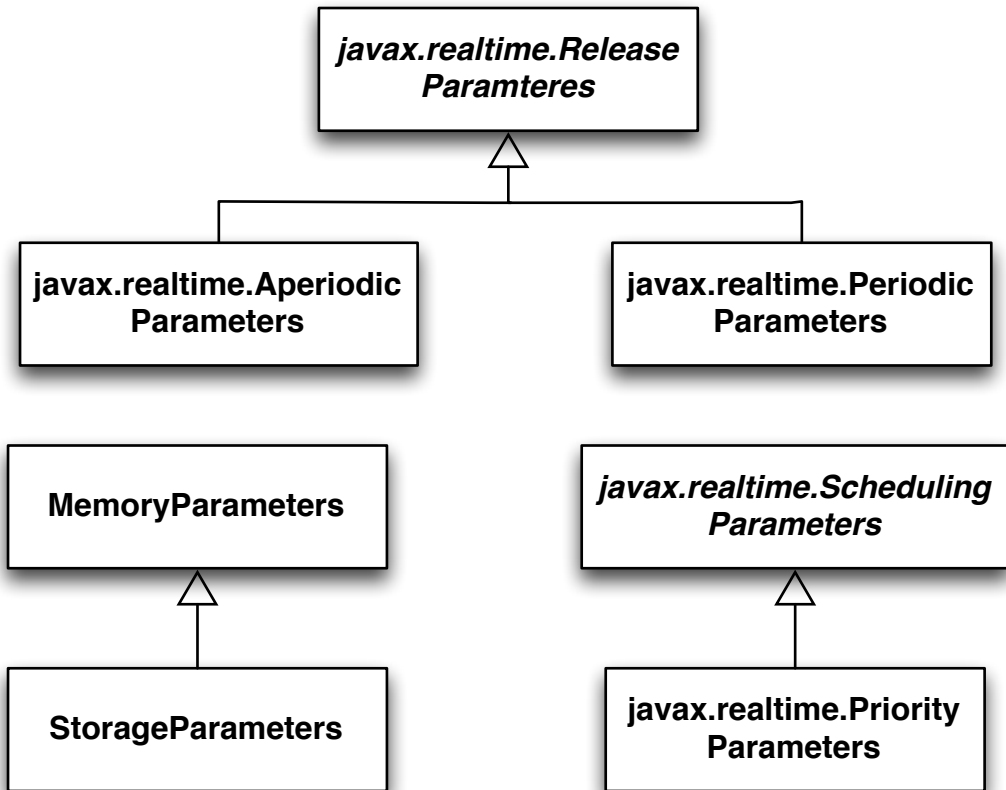 javax.realtime.Release
Paramteres
javax.realtime.Aperiodic
Parameters
javax.realtime.Periodic
Parameters
MemoryParameters
javax.realtime.Scheduling
Parameters
StorageParameters
javax.realtime.Priority
Parameters